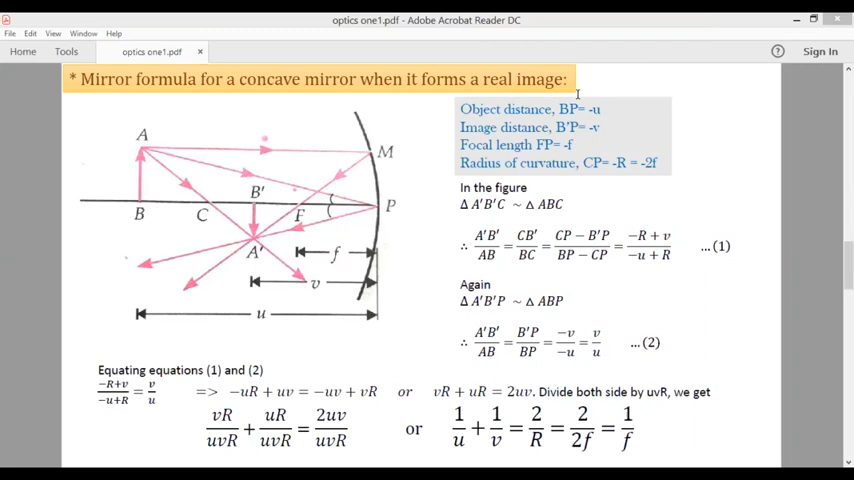 optics one1.pdf - Adobe Acrobat Reader DC
File Edit View Window Help
Home Tools optics one1.pdf × ? Sign In
* Mirror formula for a concave mirror when it forms a real image:
Object distance, BP= -u
Image distance, B'P= -v
Focal length FP= -f
Radius of curvature, CP= -R = -2f
A
M
B'
B C F P
A'
f
v
u
In the figure
Δ A'B'C ~ Δ ABC
∴ A'B'/AB = CB'/BC = CP − B'P/BP − CP = −R + v/−u + R ...(1)
Again
Δ A'B'P ~ Δ ABP
∴ A'B'/AB = B'P/BP = −v/−u = v/u ...(2)
Equating equations (1) and (2)
−R+v/−u+R = v/u => −uR + uv = −uv + vR or vR + uR = 2uv. Divide both side by uvR, we get
vR/uvR + uR/uvR = 2uv/uvR or 1/u + 1/v = 2/R = 2/2f = 1/f